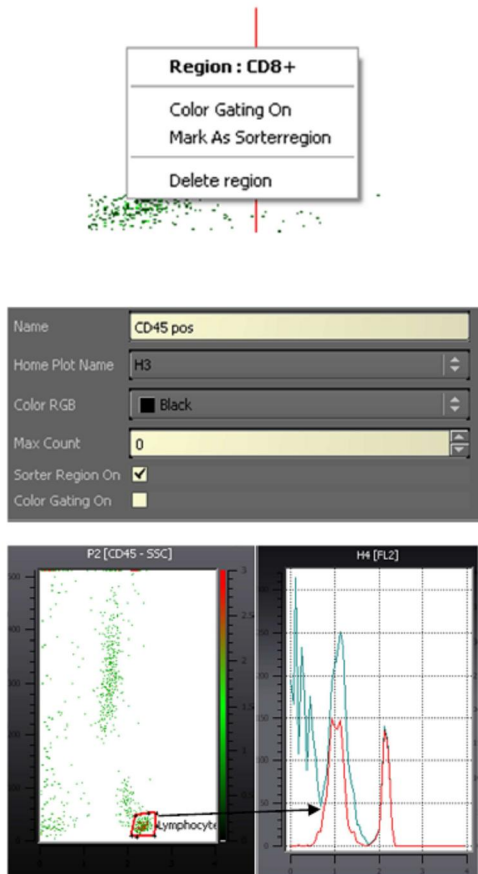 Region : CD8+
Color Gating On
Mark As Sorterregion
Delete region
Name CD45 pos
Home Plot Name H3
Color RGB Black
Max Count 0
Sorter Region On
Color Gating On
P2 [CD45 - SSC]
H4 [FL2]
Lymphocyte